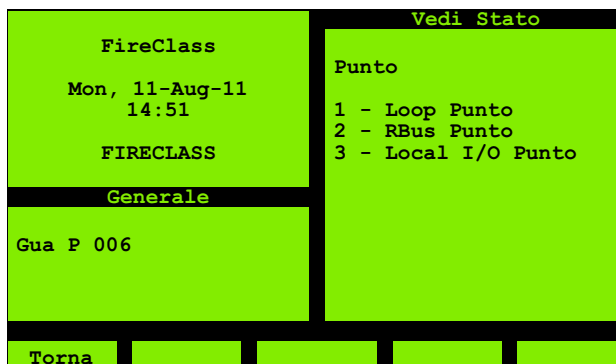 FireClass
Mon, 11-Aug-11
14:51
FIRECLASS
Generale
Gua P 006
Vedi Stato
Punto
1 - Loop Punto
2 - RBus Punto
3 - Local I/O Punto
Torna